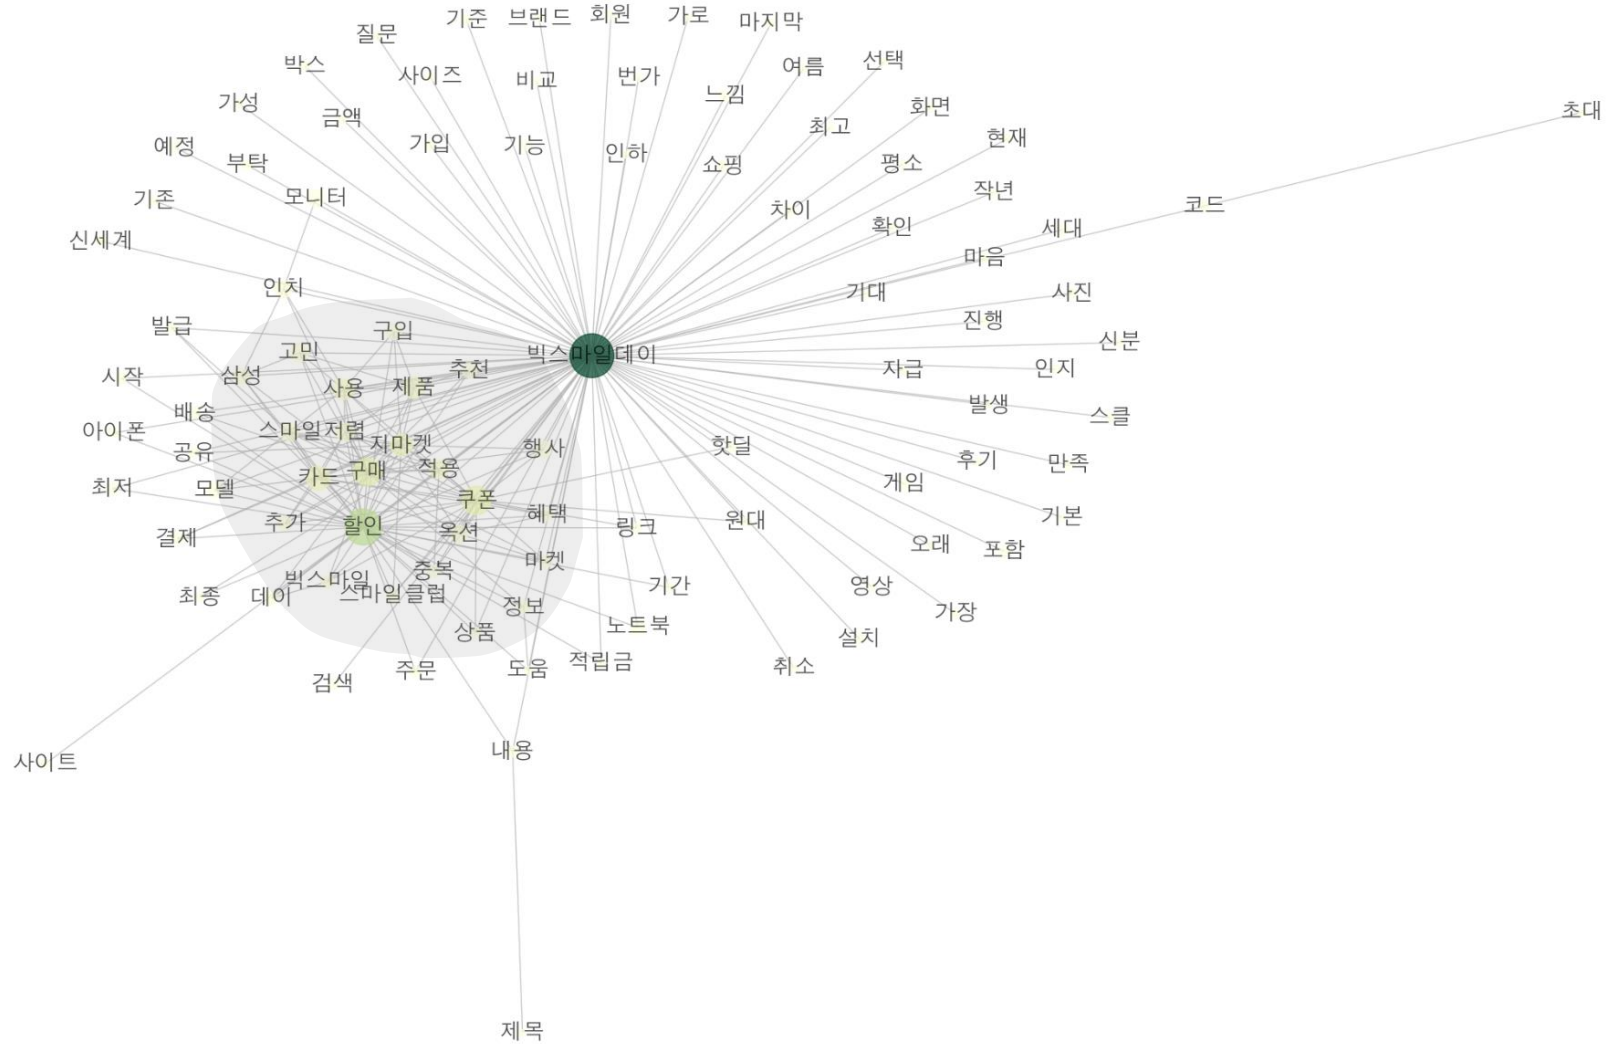 회원
가로
기준
브랜드
마지막
질문
선택
박스
여름
사이즈
번가
비교
느낌
가성
화면
초대
금액
최고
현재
가입
기능
예정
인하
부탁
쇼핑
평소
작년
모니터
기존
코드
차이
확인
세대
신세계
마음
인치
기대
사진
진행
발급
구입
신분
고민
빅스마일데이
추천
자급
인지
삼성
시작
사용
제품
발생
배송
스클
아이폰
스마일
저렴
지마켓
행사
핫딜
공유
후기
만족
적용
구매
카드
게임
최저
모델
쿠폰
혜택
기본
추가
할인
링크
원대
옥션
결제
오래
포함
마켓
중복
빅스마일
기간
영상
스마일클럽
최종
데이
정보
가장
노트북
상품
설치
적립금
취소
도움
주문
검색
내용
사이트
제목